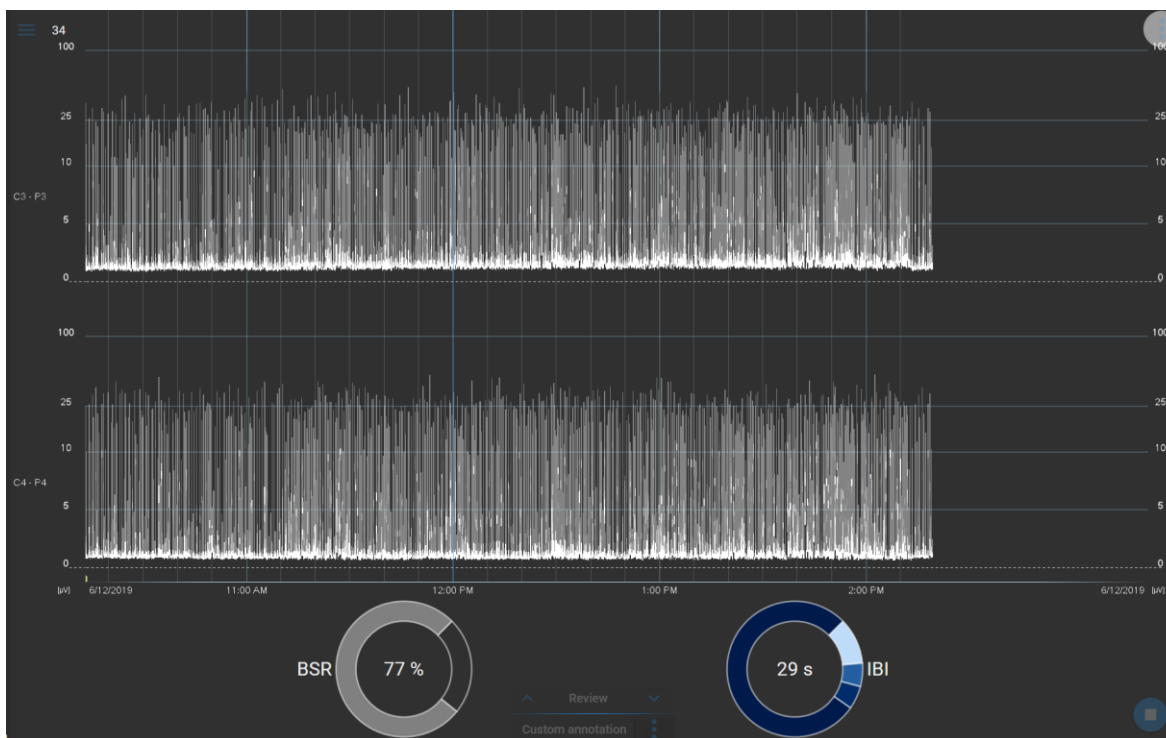 34
100 100
25 25
10 10
C3 - P3
5 5
0 0
100 100
25 25
10 10
C4 - P4
5 5
0 0
[µV] 6/12/2019 11:00 AM 12:00 PM 1:00 PM 2:00 PM 6/12/2019 [µV]
BSR 77 % 29 s IBI
Review
Custom annotation